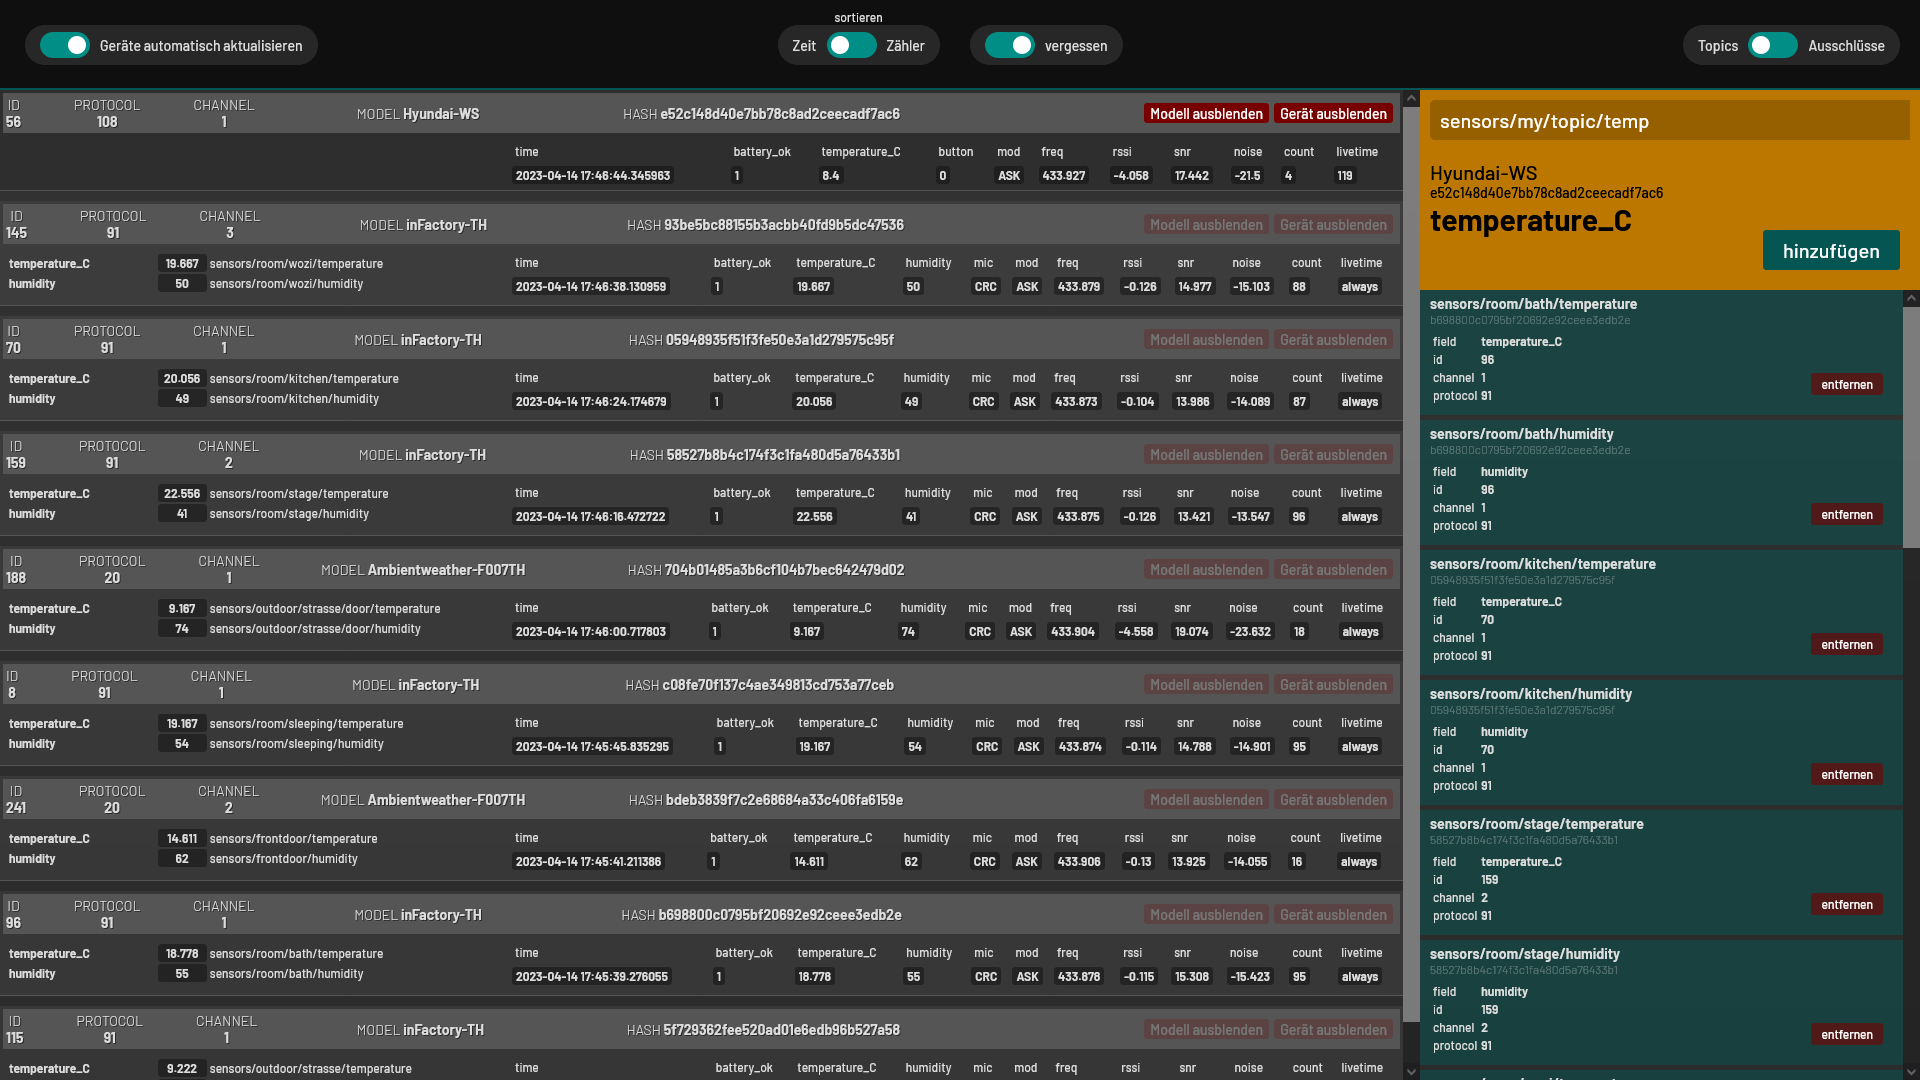 Geräte automatisch aktualisieren
sortieren
Zeit Zähler
vergessen
Topics Ausschlüsse
ID 56 PROTOCOL 108 CHANNEL 1 MODEL Hyundai-WS HASH e52c148d40e7bb78c8ad2ceecadf7ac6 Modell ausblenden Gerät ausblenden
time battery_ok temperature_C button mod freq rssi snr noise count livetime
2023-04-14 17:46:44.345963 1 8.4 0 ASK 433.927 -4.058 17.442 -21.5 4 119
ID 145 PROTOCOL 91 CHANNEL 3 MODEL inFactory-TH HASH 93be5bc88155b3acbb40fd9b5dc47536 Modell ausblenden Gerät ausblenden
temperature_C 19.667 sensors/room/wozi/temperature
humidity 50 sensors/room/wozi/humidity
time battery_ok temperature_C humidity mic mod freq rssi snr noise count livetime
2023-04-14 17:46:38.130959 1 19.667 50 CRC ASK 433.879 -0.126 14.977 -15.103 88 always
ID 70 PROTOCOL 91 CHANNEL 1 MODEL inFactory-TH HASH 05948935f51f3fe50e3a1d279575c95f Modell ausblenden Gerät ausblenden
temperature_C 20.056 sensors/room/kitchen/temperature
humidity 49 sensors/room/kitchen/humidity
time battery_ok temperature_C humidity mic mod freq rssi snr noise count livetime
2023-04-14 17:46:24.174679 1 20.056 49 CRC ASK 433.873 -0.104 13.986 -14.089 87 always
ID 159 PROTOCOL 91 CHANNEL 2 MODEL inFactory-TH HASH 58527b8b4c174f3c1fa480d5a76433b1 Modell ausblenden Gerät ausblenden
temperature_C 22.556 sensors/room/stage/temperature
humidity 41 sensors/room/stage/humidity
time battery_ok temperature_C humidity mic mod freq rssi snr noise count livetime
2023-04-14 17:46:16.472722 1 22.556 41 CRC ASK 433.875 -0.126 13.421 -13.547 96 always
ID 188 PROTOCOL 20 CHANNEL 1 MODEL Ambientweather-F007TH HASH 704b01485a3b6cf104b7bec642479d02 Modell ausblenden Gerät ausblenden
temperature_C 9.167 sensors/outdoor/strasse/door/temperature
humidity 74 sensors/outdoor/strasse/door/humidity
time battery_ok temperature_C humidity mic mod freq rssi snr noise count livetime
2023-04-14 17:46:00.717803 1 9.167 74 CRC ASK 433.904 -4.558 19.074 -23.632 18 always
ID 8 PROTOCOL 91 CHANNEL 1 MODEL inFactory-TH HASH c08fe70f137c4ae349813cd753a77ceb Modell ausblenden Gerät ausblenden
temperature_C 19.167 sensors/room/sleeping/temperature
humidity 54 sensors/room/sleeping/humidity
time battery_ok temperature_C humidity mic mod freq rssi snr noise count livetime
2023-04-14 17:45:45.835295 1 19.167 54 CRC ASK 433.874 -0.114 14.788 -14.901 95 always
ID 241 PROTOCOL 20 CHANNEL 2 MODEL Ambientweather-F007TH HASH bdeb3839f7c2e68684a33c406fa6159e Modell ausblenden Gerät ausblenden
temperature_C 14.611 sensors/frontdoor/temperature
humidity 62 sensors/frontdoor/humidity
time battery_ok temperature_C humidity mic mod freq rssi snr noise count livetime
2023-04-14 17:45:41.211386 1 14.611 62 CRC ASK 433.906 -0.13 13.925 -14.055 16 always
ID 96 PROTOCOL 91 CHANNEL 1 MODEL inFactory-TH HASH b698800c0795bf20692e92ceee3edb2e Modell ausblenden Gerät ausblenden
temperature_C 18.778 sensors/room/bath/temperature
humidity 55 sensors/room/bath/humidity
time battery_ok temperature_C humidity mic mod freq rssi snr noise count livetime
2023-04-14 17:45:39.276055 1 18.778 55 CRC ASK 433.878 -0.115 15.308 -15.423 95 always
ID 115 PROTOCOL 91 CHANNEL 1 MODEL inFactory-TH HASH 5f729362fee520ad01e6edb96b527a58 Modell ausblenden Gerät ausblenden
temperature_C 9.222 sensors/outdoor/strasse/temperature
time battery_ok temperature_C humidity mic mod freq rssi snr noise count livetime
sensors/my/topic/temp
Hyundai-WS
e52c148d40e7bb78c8ad2ceecadf7ac6
temperature_C
hinzufügen
sensors/room/bath/temperature
b698800c0795bf20692e92ceee3edb2e
field temperature_C
id 96
channel 1
protocol 91
entfernen
sensors/room/bath/humidity
b698800c0795bf20692e92ceee3edb2e
field humidity
id 96
channel 1
protocol 91
entfernen
sensors/room/kitchen/temperature
05948935f51f3fe50e3a1d279575c95f
field temperature_C
id 70
channel 1
protocol 91
entfernen
sensors/room/kitchen/humidity
05948935f51f3fe50e3a1d279575c95f
field humidity
id 70
channel 1
protocol 91
entfernen
sensors/room/stage/temperature
58527b8b4c174f3c1fa480d5a76433b1
field temperature_C
id 159
channel 2
protocol 91
entfernen
sensors/room/stage/humidity
58527b8b4c174f3c1fa480d5a76433b1
field humidity
id 159
channel 2
protocol 91
entfernen